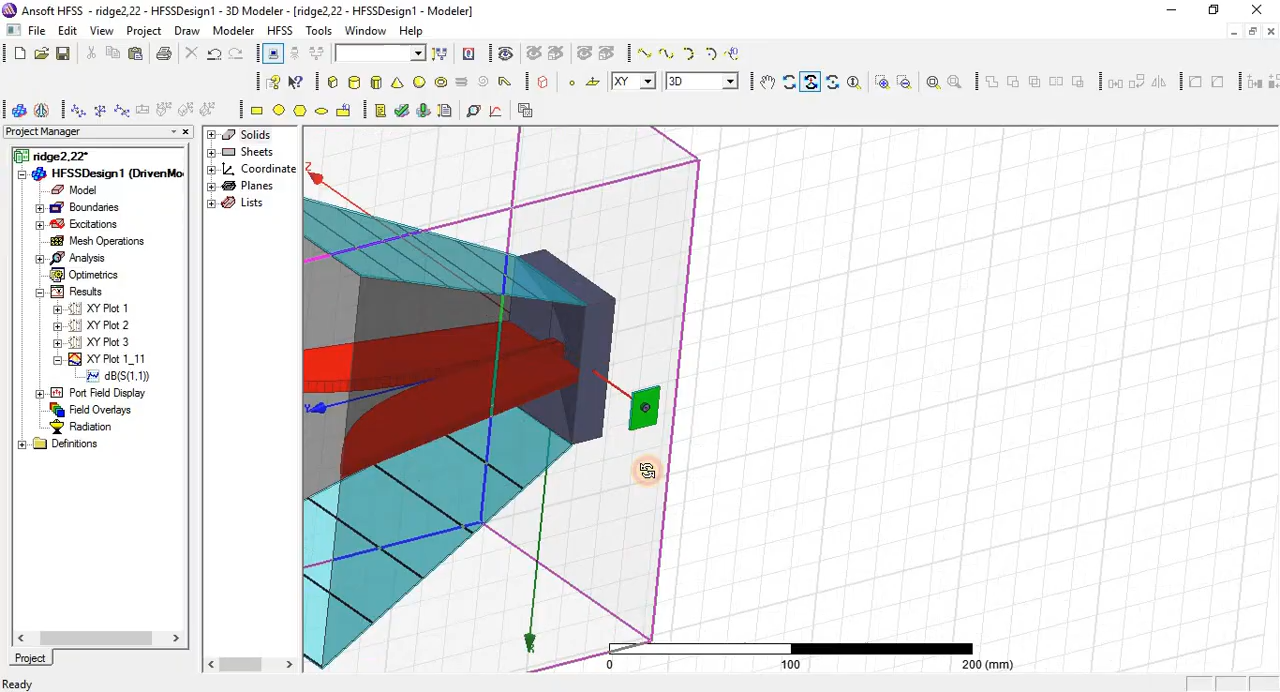 Ansoft HFSS - ridge2,22 - HFSSDesign1 - 3D Modeler - [ridge2,22 - HFSSDesign1 - Modeler]
File Edit View Project Draw Modeler HFSS Tools Window Help
XY 3D
Project Manager
ridge2,22*
HFSSDesign1 (DrivenMo
Model
Boundaries
Excitations
Mesh Operations
Analysis
Optimetrics
Results
XY Plot 1
XY Plot 2
XY Plot 3
XY Plot 1_11
dB(S(1,1))
Port Field Display
Field Overlays
Radiation
Definitions
Project
Solids
Sheets
Coordinate
Planes
Lists
Z
0 100 200 (mm)
Ready